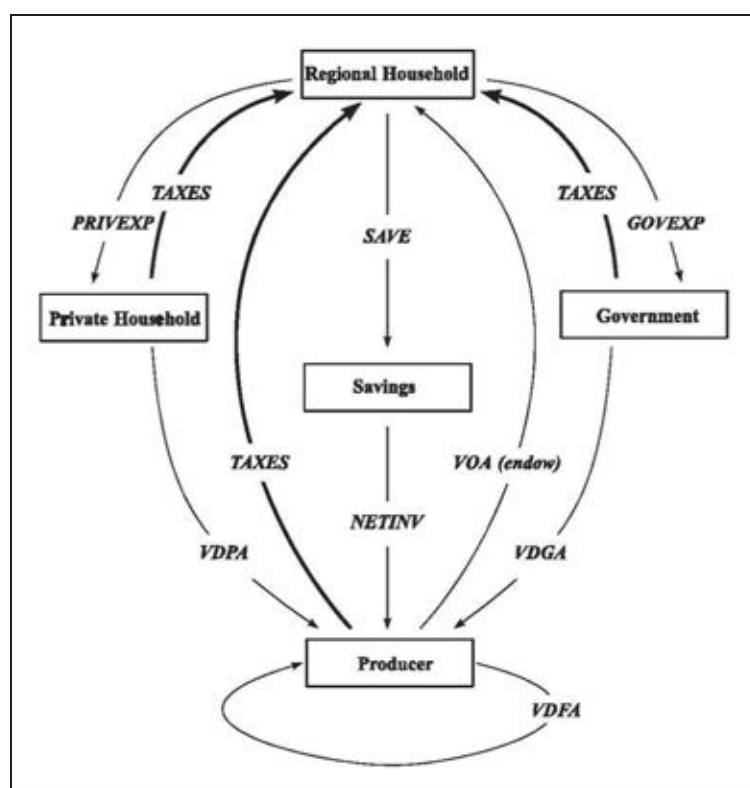 Regional Household
TAXES
TAXES
PRIVEXP
GOVEXP
SAVE
Private Household
Government
Savings
TAXES
VOA (endow)
NETINV
VDPA
VDGA
Producer
VDFA